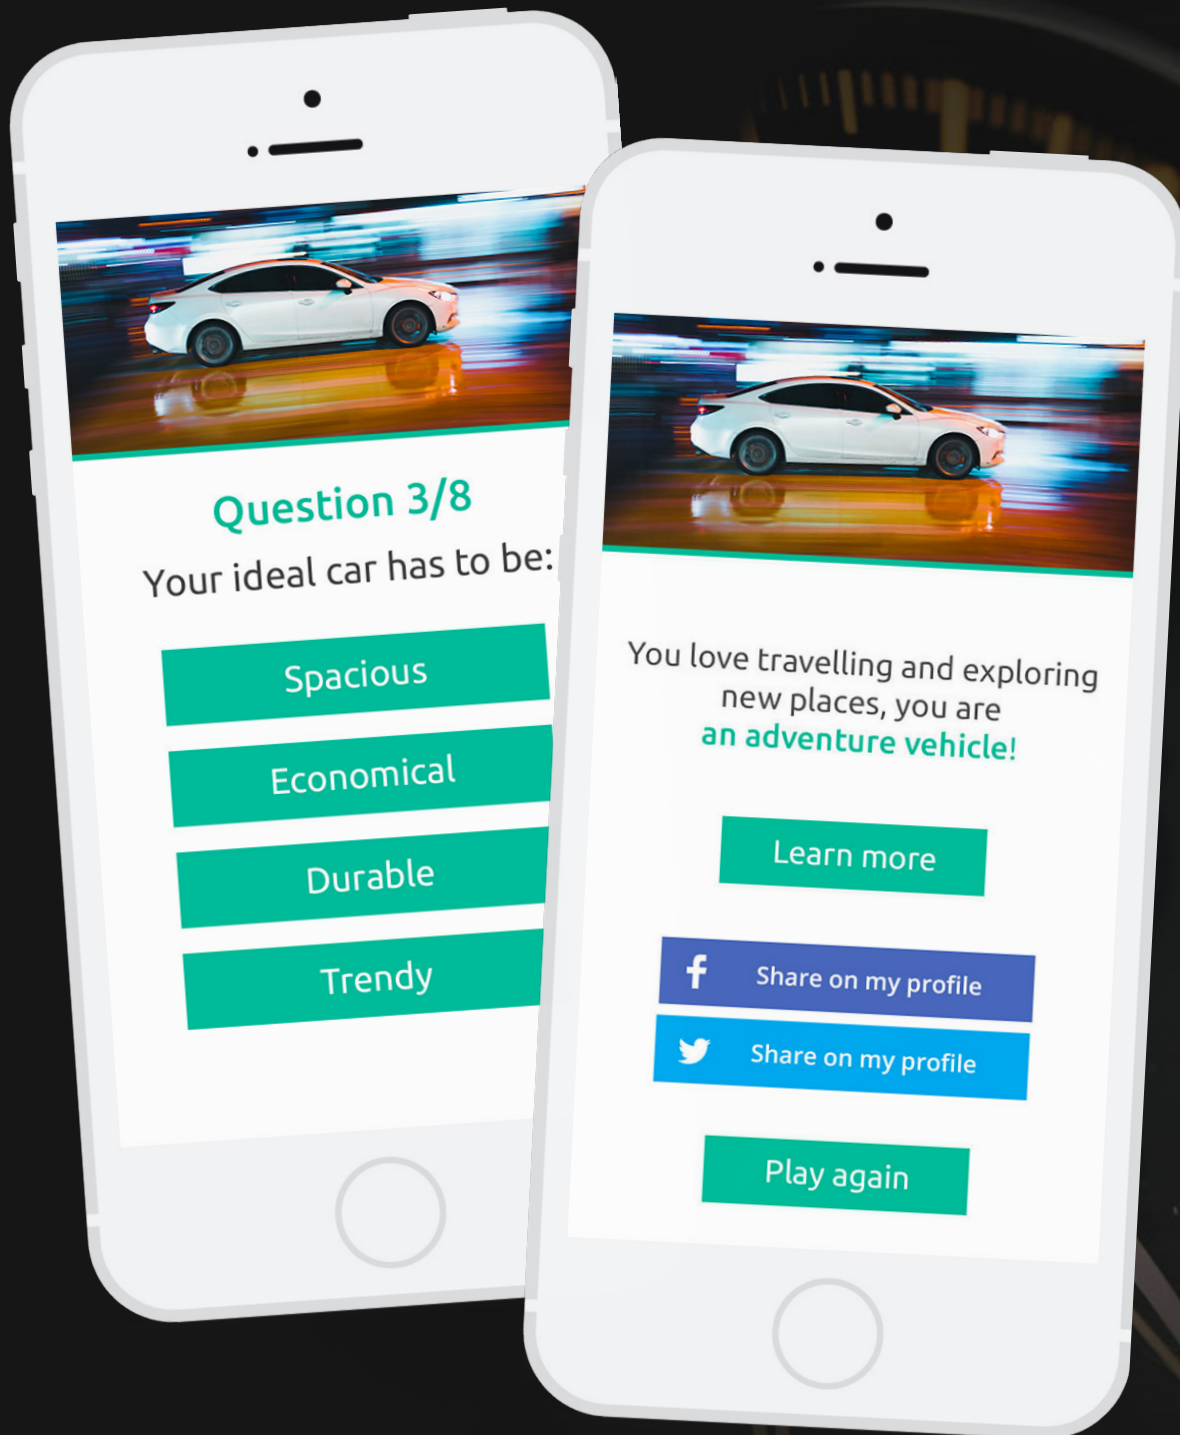 Question 3/8
Your ideal car has to be:
Spacious
Economical
Durable
Trendy
You love travelling and exploring
new places, you are
an adventure vehicle!
Learn more
Share on my profile
Share on my profile
Play again